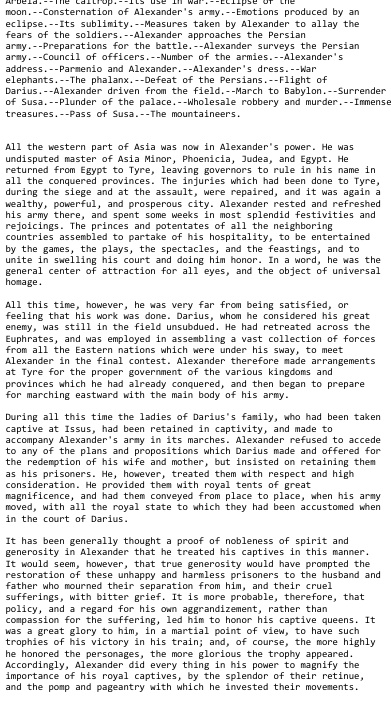 Arbela.--The caltrop.--Its use in war.--Eclipse of the
moon.--Consternation of Alexander's army.--Emotions produced by an
eclipse.--Its sublimity.--Measures taken by Alexander to allay the
fears of the soldiers.--Alexander approaches the Persian
army.--Preparations for the battle.--Alexander surveys the Persian
army.--Council of officers.--Number of the armies.--Alexander's
address.--Parmenio and Alexander.--Alexander's dress.--War
elephants.--The phalanx.--Defeat of the Persians.--Flight of
Darius.--Alexander driven from the field.--March to Babylon.--Surrender
of Susa.--Plunder of the palace.--Wholesale robbery and murder.--Immense
treasures.--Pass of Susa.--The mountaineers.
All the western part of Asia was now in Alexander's power. He was
undisputed master of Asia Minor, Phoenicia, Judea, and Egypt. He
returned from Egypt to Tyre, leaving governors to rule in his name in
all the conquered provinces. The injuries which had been done to Tyre,
during the siege and at the assault, were repaired, and it was again a
wealthy, powerful, and prosperous city. Alexander rested and refreshed
his army there, and spent some weeks in most splendid festivities and
rejoicings. The princes and potentates of all the neighboring
countries assembled to partake of his hospitality, to be entertained
by the games, the plays, the spectacles, and the feastings, and to
unite in swelling his court and doing him honor. In a word, he was the
general center of attraction for all eyes, and the object of universal
homage.
All this time, however, he was very far from being satisfied, or
feeling that his work was done. Darius, whom he considered his great
enemy, was still in the field unsubdued. He had retreated across the
Euphrates, and was employed in assembling a vast collection of forces
from all the Eastern nations which were under his sway, to meet
Alexander in the final contest. Alexander therefore made arrangements
at Tyre for the proper government of the various kingdoms and
provinces which he had already conquered, and then began to prepare
for marching eastward with the main body of his army.
During all this time the ladies of Darius's family, who had been taken
captive at Issus, had been retained in captivity, and made to
accompany Alexander's army in its marches. Alexander refused to accede
to any of the plans and propositions which Darius made and offered for
the redemption of his wife and mother, but insisted on retaining them
as his prisoners. He, however, treated them with respect and high
consideration. He provided them with royal tents of great
magnificence, and had them conveyed from place to place, when his army
moved, with all the royal state to which they had been accustomed when
in the court of Darius.
It has been generally thought a proof of nobleness of spirit and
generosity in Alexander that he treated his captives in this manner.
It would seem, however, that true generosity would have prompted the
restoration of these unhappy and harmless prisoners to the husband and
father who mourned their separation from him, and their cruel
sufferings, with bitter grief. It is more probable, therefore, that
policy, and a regard for his own aggrandizement, rather than
compassion for the suffering, led him to honor his captive queens. It
was a great glory to him, in a martial point of view, to have such
trophies of his victory in his train; and, of course, the more highly
he honored the personages, the more glorious the trophy appeared.
Accordingly, Alexander did every thing in his power to magnify the
importance of his royal captives, by the splendor of their retinue,
and the pomp and pageantry with which he invested their movements.